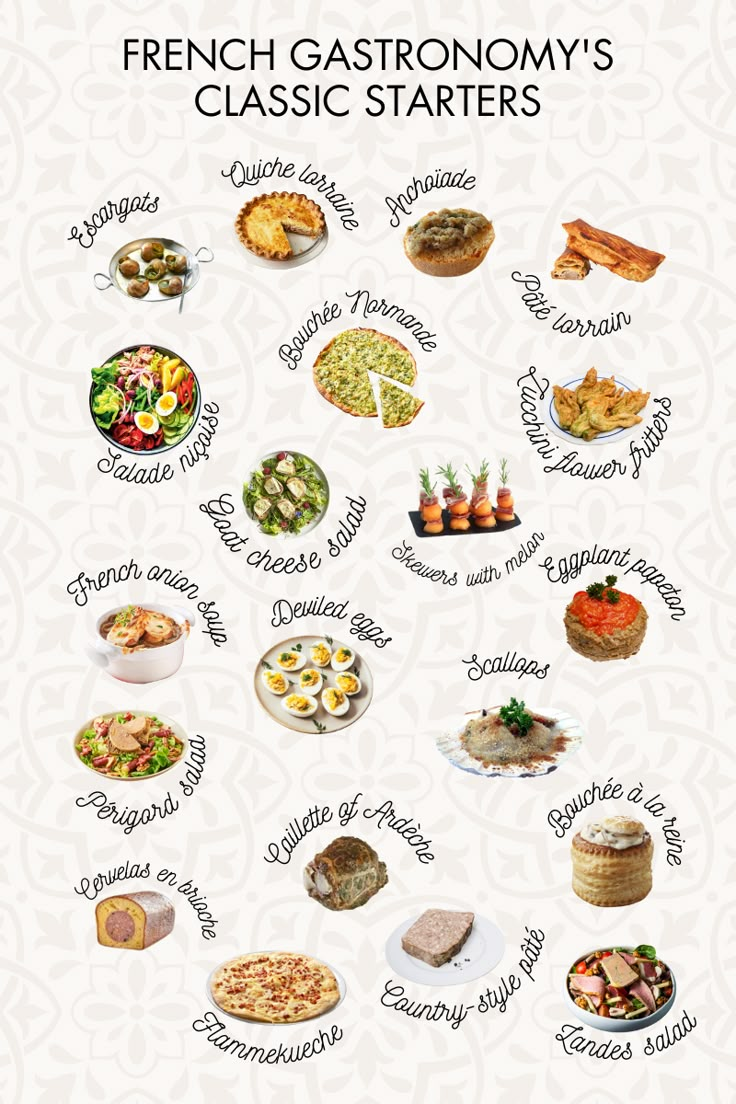 FRENCH GASTRONOMY'S
CLASSIC STARTERS
Escargots
Quiche lorraine
Anchoïade
Pâté lorrain
Bouchée Normande
Salade niçoise
Zucchini flower fritters
Goat cheese salad
Skewers with melon
French onion soup
Deviled eggs
Eggplant papeton
Scallops
Périgord salad
Caillette of Ardèche
Bouchée à la reine
Cervelas en brioche
Country-style pâté
Flammekueche
Landes salad